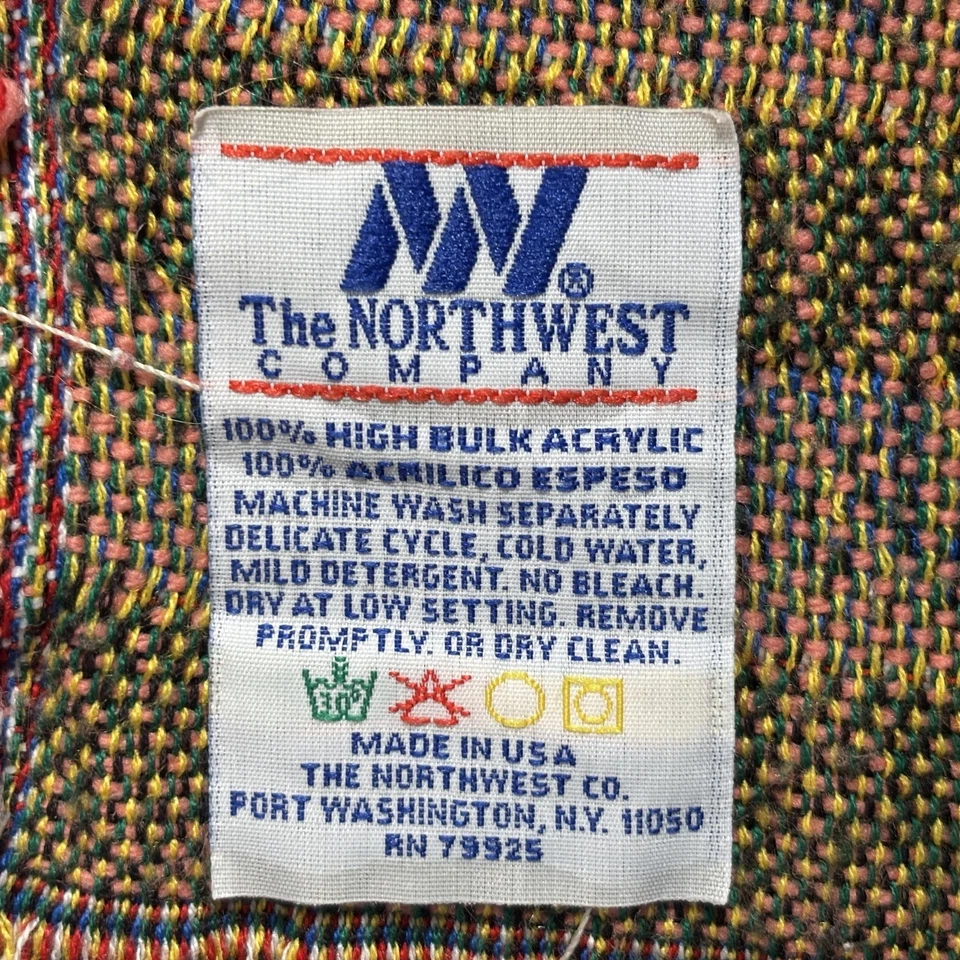 ®
The NORTHWEST
COMPANY
100% HIGH BULK ACRYLIC
100% ACRILICO ESPESO
MACHINE WASH SEPARATELY
DELICATE CYCLE, COLD WATER,
MILD DETERGENT. NO BLEACH.
DRY AT LOW SETTING. REMOVE
PROMPTLY. OR DRY CLEAN.
MADE IN USA
THE NORTHWEST CO.
PORT WASHINGTON, N.Y. 11050
RN 79925